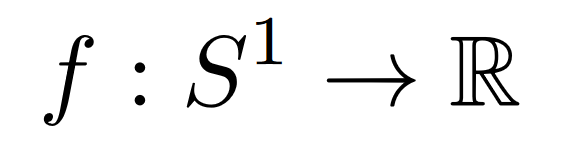 f : S¹ → ℝ